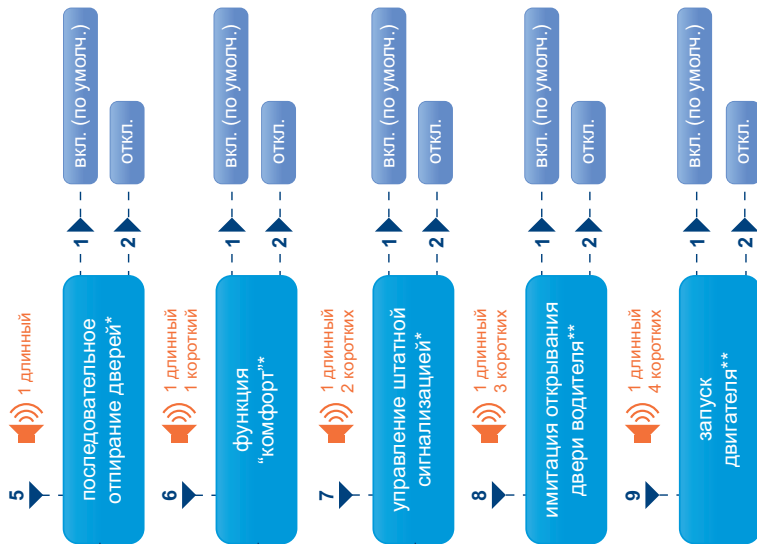 5
1 длинный
последовательное
отпирание дверей*
1
вкл. (по умолч.)
2
откл.
6
1 длинный
1 короткий
функция
“комфорт”*
1
вкл. (по умолч.)
2
откл.
7
1 длинный
2 коротких
управление штатной
сигнализацией*
1
вкл. (по умолч.)
2
откл.
8
1 длинный
3 коротких
имитация открывания
двери водителя**
1
вкл. (по умолч.)
2
откл.
9
1 длинный
4 коротких
запуск
двигателя**
1
вкл. (по умолч.)
2
откл.